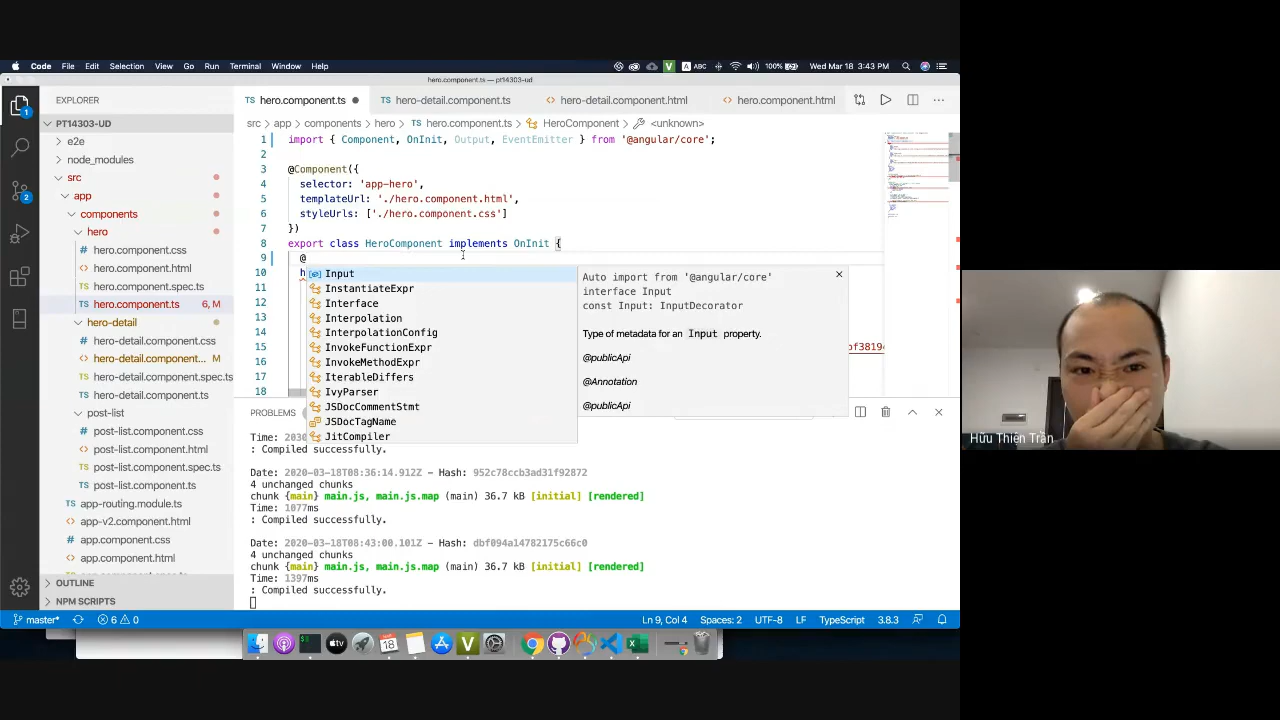 Code File Edit Selection View Go Run Terminal Window Help
V A ABC 100% Wed Mar 18 3:43 PM
hero.component.ts — pt14303-ud
EXPLORER
hero.component.ts
hero-detail.component.ts
hero-detail.component.html
hero.component.html
PT14303-UD
src > app > components > hero > TS hero.component.ts > HeroComponent > <unknown>
e2e
node_modules
src
app
components
hero
hero.component.css
hero.component.html
hero.component.spec.ts
hero.component.ts 6, M
hero-detail
hero-detail.component.css
hero-detail.component... M
hero-detail.component.spec.ts
hero-detail.component.ts
post-list
post-list.component.css
post-list.component.html
post-list.component.spec.ts
post-list.component.ts
app-routing.module.ts
app-v2.component.html
app.component.css
app.component.html
OUTLINE
NPM SCRIPTS
1 import { Component, OnInit, Output, EventEmitter } from '@angular/core';
2
3 @Component({
4 selector: 'app-hero',
5 templateUrl: './hero.component.html',
6 styleUrls: ['./hero.component.css']
7 })
8 export class HeroComponent implements OnInit {
9 @
10 h
11
12
13
14
15
16
17
18
Input
InstantiateExpr
Interface
Interpolation
InterpolationConfig
InvokeFunctionExpr
InvokeMethodExpr
IterableDiffers
IvyParser
JSDocCommentStmt
JSDocTagName
JitCompiler
Auto import from '@angular/core'
interface Input
const Input: InputDecorator
Type of metadata for an Input property.
@publicApi
@Annotation
@publicApi
PROBLEMS
Time: 2030
: Compiled successfully.
Date: 2020-03-18T08:36:14.912Z - Hash: 952c78ccb3ad31f92872
4 unchanged chunks
chunk {main} main.js, main.js.map (main) 36.7 kB [initial] [rendered]
Time: 1077ms
: Compiled successfully.
Date: 2020-03-18T08:43:00.101Z - Hash: dbf094a14782175c66c0
4 unchanged chunks
chunk {main} main.js, main.js.map (main) 36.7 kB [initial] [rendered]
Time: 1397ms
: Compiled successfully.
master* 6 0 Ln 9, Col 4 Spaces: 2 UTF-8 LF TypeScript 3.8.3
Hữu Thiện Trần